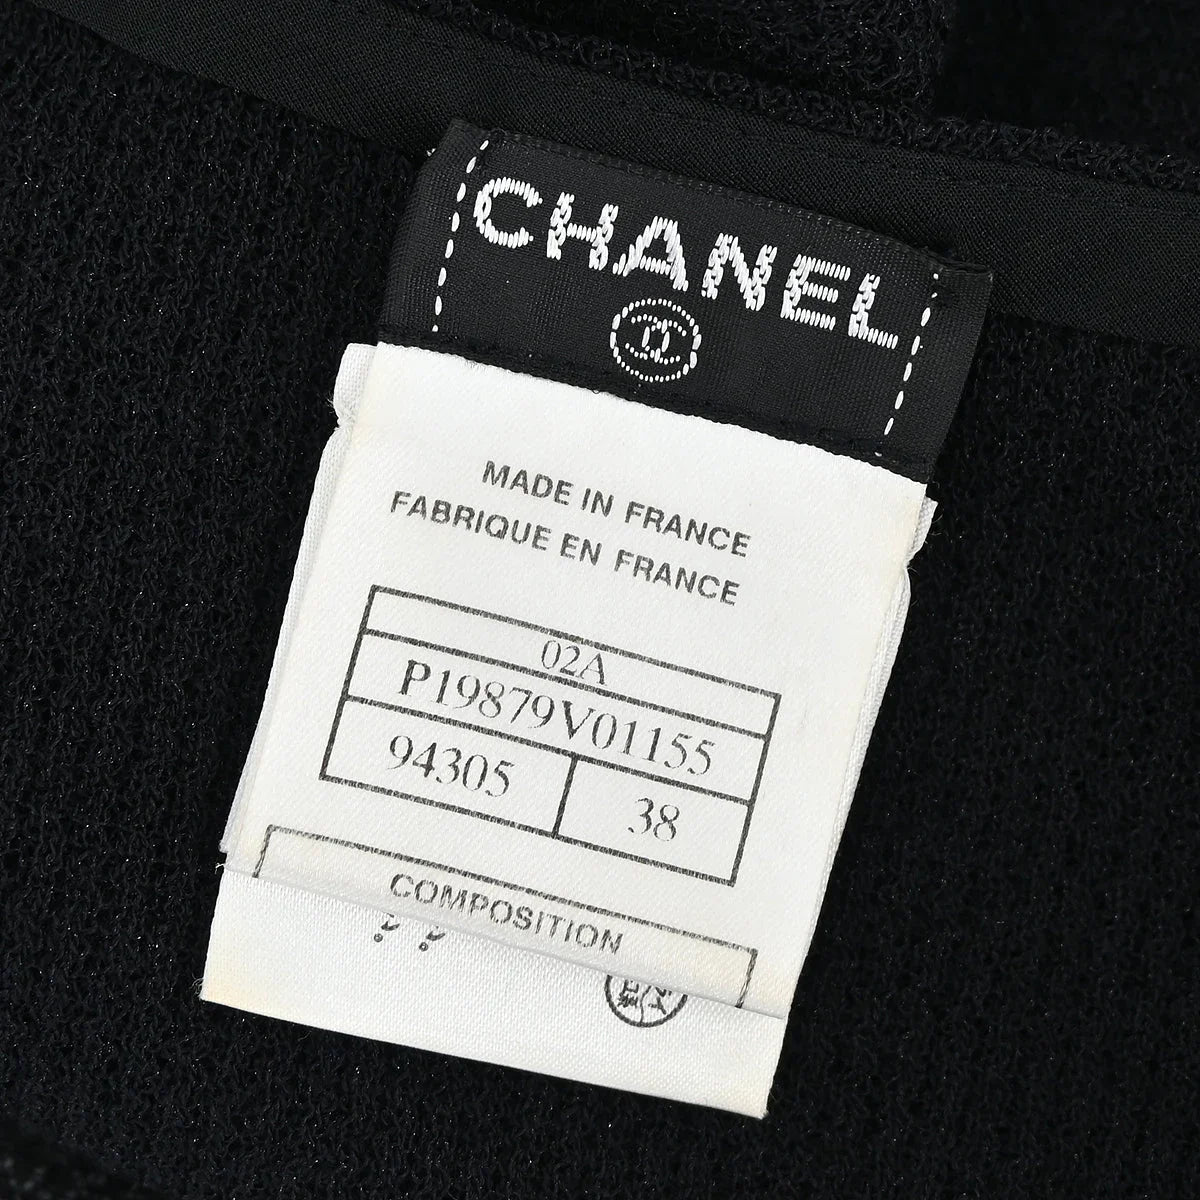 CHANEL
MADE IN FRANCE
FABRIQUE EN FRANCE
02A
P19879V01155
94305 38
COMPOSITION